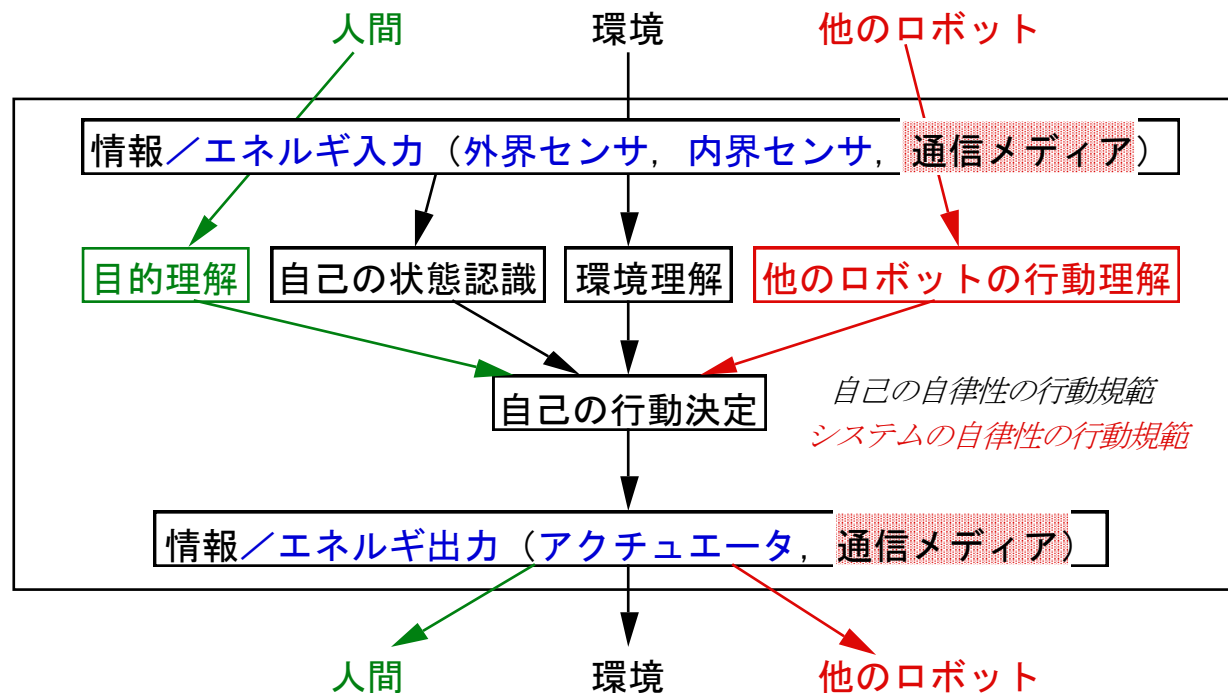 人間 環境 他のロボット
情報／エネルギ入力（外界センサ，内界センサ，通信メディア）
目的理解 自己の状態認識 環境理解 他のロボットの行動理解
自己の行動決定
自己の自律性の行動規範
システムの自律性の行動規範
情報／エネルギ出力（アクチュエータ，通信メディア）
人間 環境 他のロボット